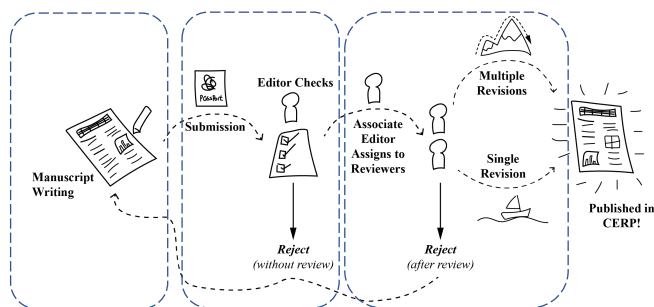 Manuscript
Writing
PASSPORT
Submission
Editor Checks
Reject
(without review)
Associate
Editor
Assigns to
Reviewers
Reject
(after review)
Multiple
Revisions
Single
Revision
Published in
CERP!